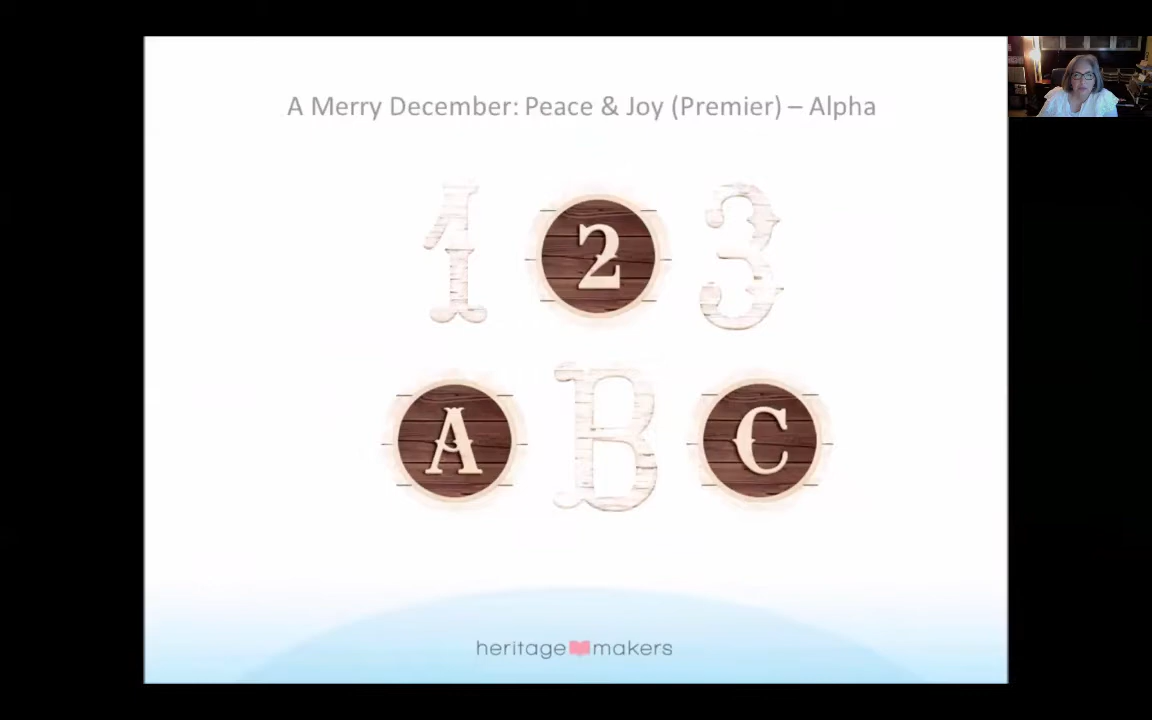 A Merry December: Peace & Joy (Premier) – Alpha
1 2 3
A B C
heritage makers